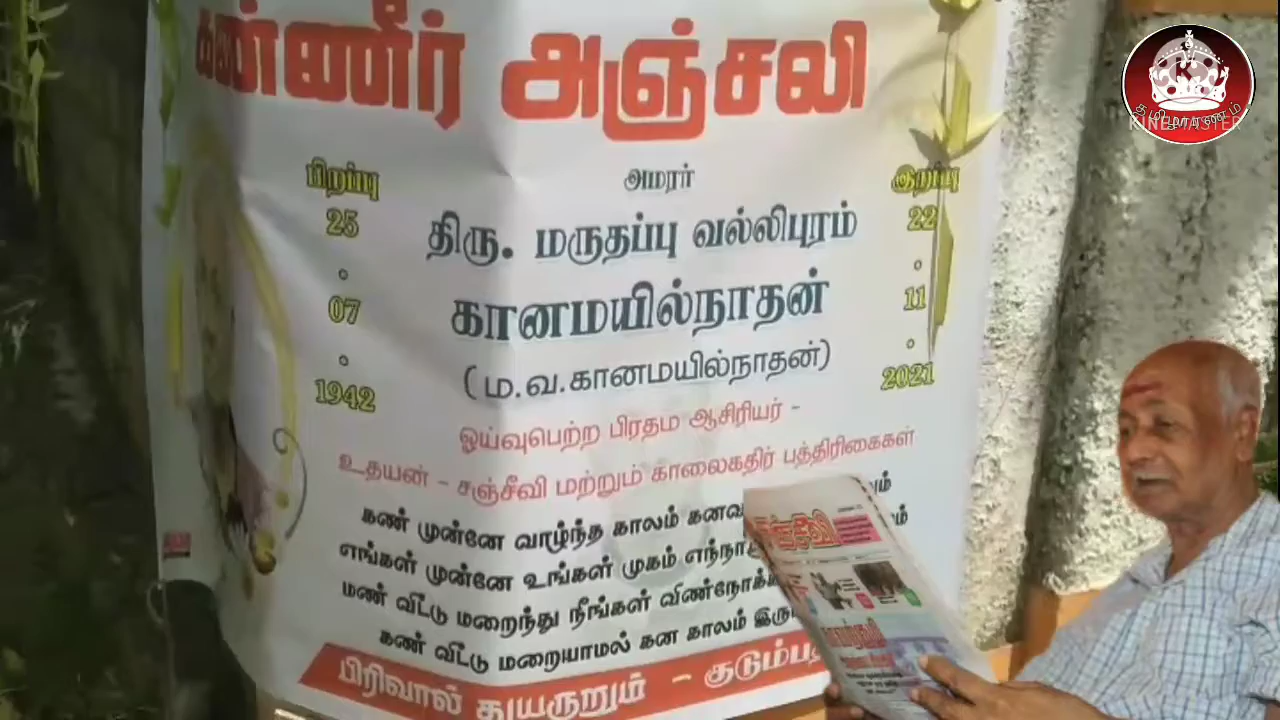 கண்ணீர் அஞ்சலி
பிறப்பு
25
07
1942
அமரர்
திரு. மருதப்பு வல்லிபுரம்
கானமயில்நாதன்
(ம.வ.கானமயில்நாதன்)
இறப்பு
22
11
2021
ஓய்வுபெற்ற பிரதம ஆசிரியர் -
உதயன் - சஞ்சீவி மற்றும் காலைகதிர் பத்திரிகைகள்
கண் முன்னே வாழ்ந்த காலம்
எங்கள் முன்னே உங்கள் முகம்
மண் விட்டு மறைந்து நீங்கள்
கண் விட்டு மறையாமல் கன காலம்
பிரிவால் துயருறும் -
KINEMASTER
சஞ்சீவி